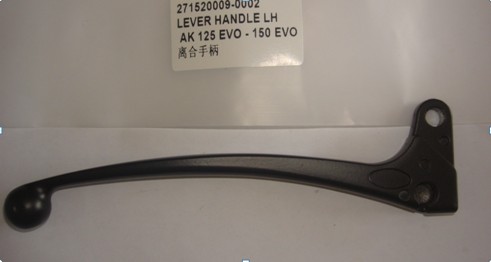 271520009-0002
LEVER HANDLE LH
AK 125 EVO - 150 EVO
离合手柄